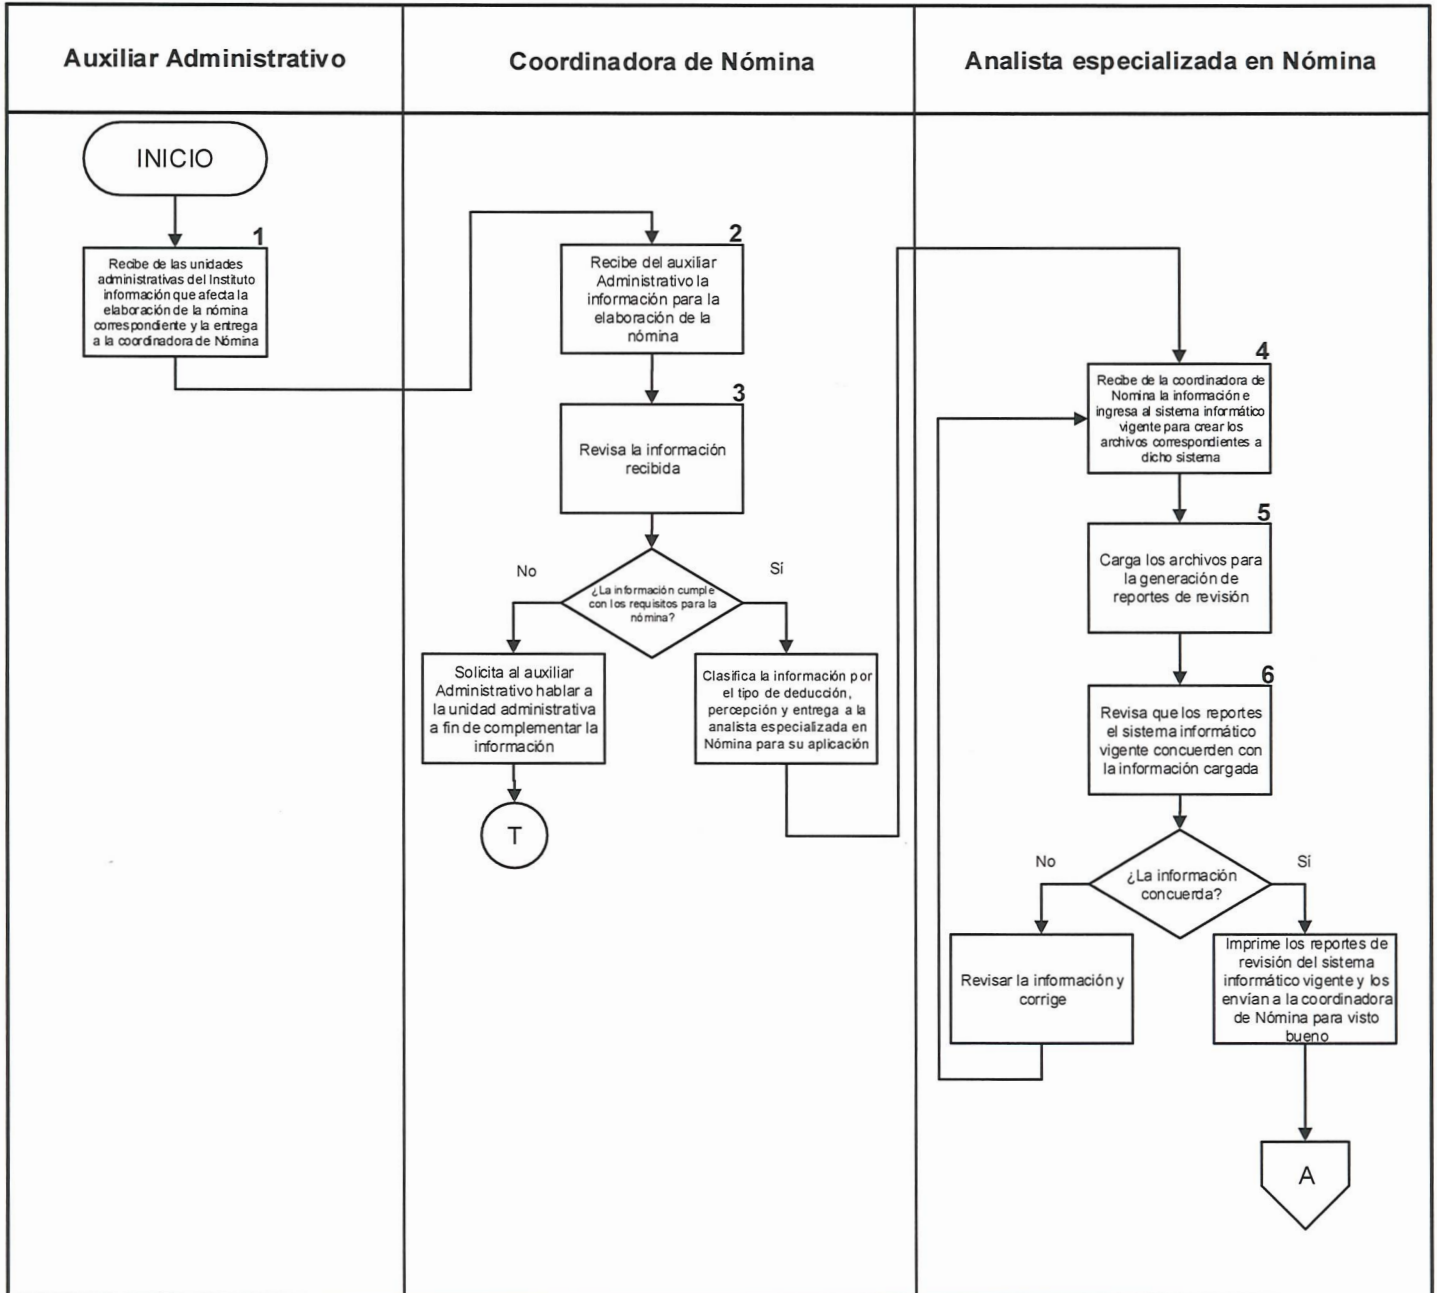 Auxiliar Administrativo
Coordinadora de Nómina
Analista especializada en Nómina
INICIO
1
Recibe de las unidades
administrativas del Instituto
información que afecta la
elaboración de la nómina
correspondiente y la entrega
a la coordinadora de Nómina
2
Recibe del auxiliar
Administrativo la
información para la
elaboración de la
nómina
3
Revisa la información
recibida
¿La información cumple
con los requisitos para la
nómina?
No
Sí
Solicita al auxiliar
Administrativo hablar a
la unidad administrativa
a fin de complementar la
información
T
Clasifica la información por
el tipo de deducción,
percepción y entrega a la
analista especializada en
Nómina para su aplicación
4
Recibe de la coordinadora de
Nomina la información e
ingresa al sistema informático
vigente para crear los
archivos correspondientes a
dicho sistema
5
Carga los archivos para
la generación de
reportes de revisión
6
Revisa que los reportes
el sistema informático
vigente concuerden con
la información cargada
¿La información
concuerda?
No
Sí
Revisar la información y
corrige
Imprime los reportes de
revisión del sistema
informático vigente y los
envían a la coordinadora
de Nómina para visto
bueno
A